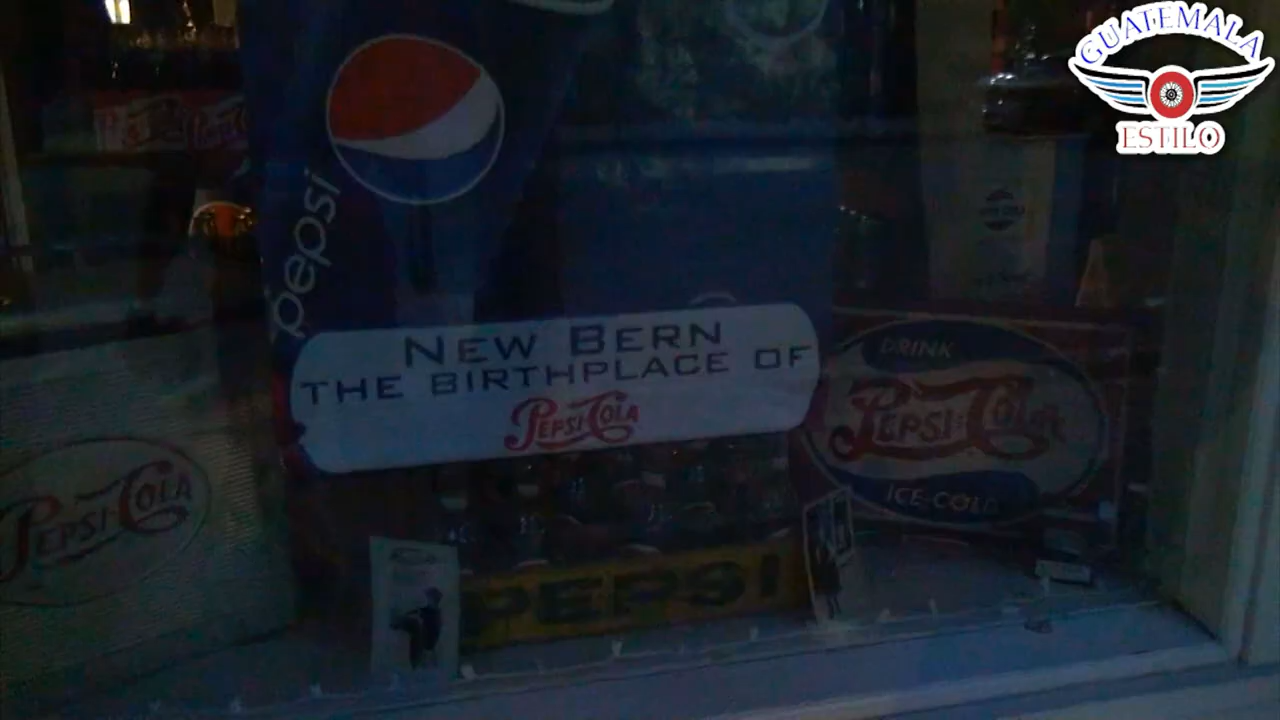 GUATEMALA
ESTILO
pepsi
NEW BERN
THE BIRTHPLACE OF
PEPSI-COLA
DRINK
PEPSI-COLA
ICE-COLD
PEPSI-COLA
PEPSI